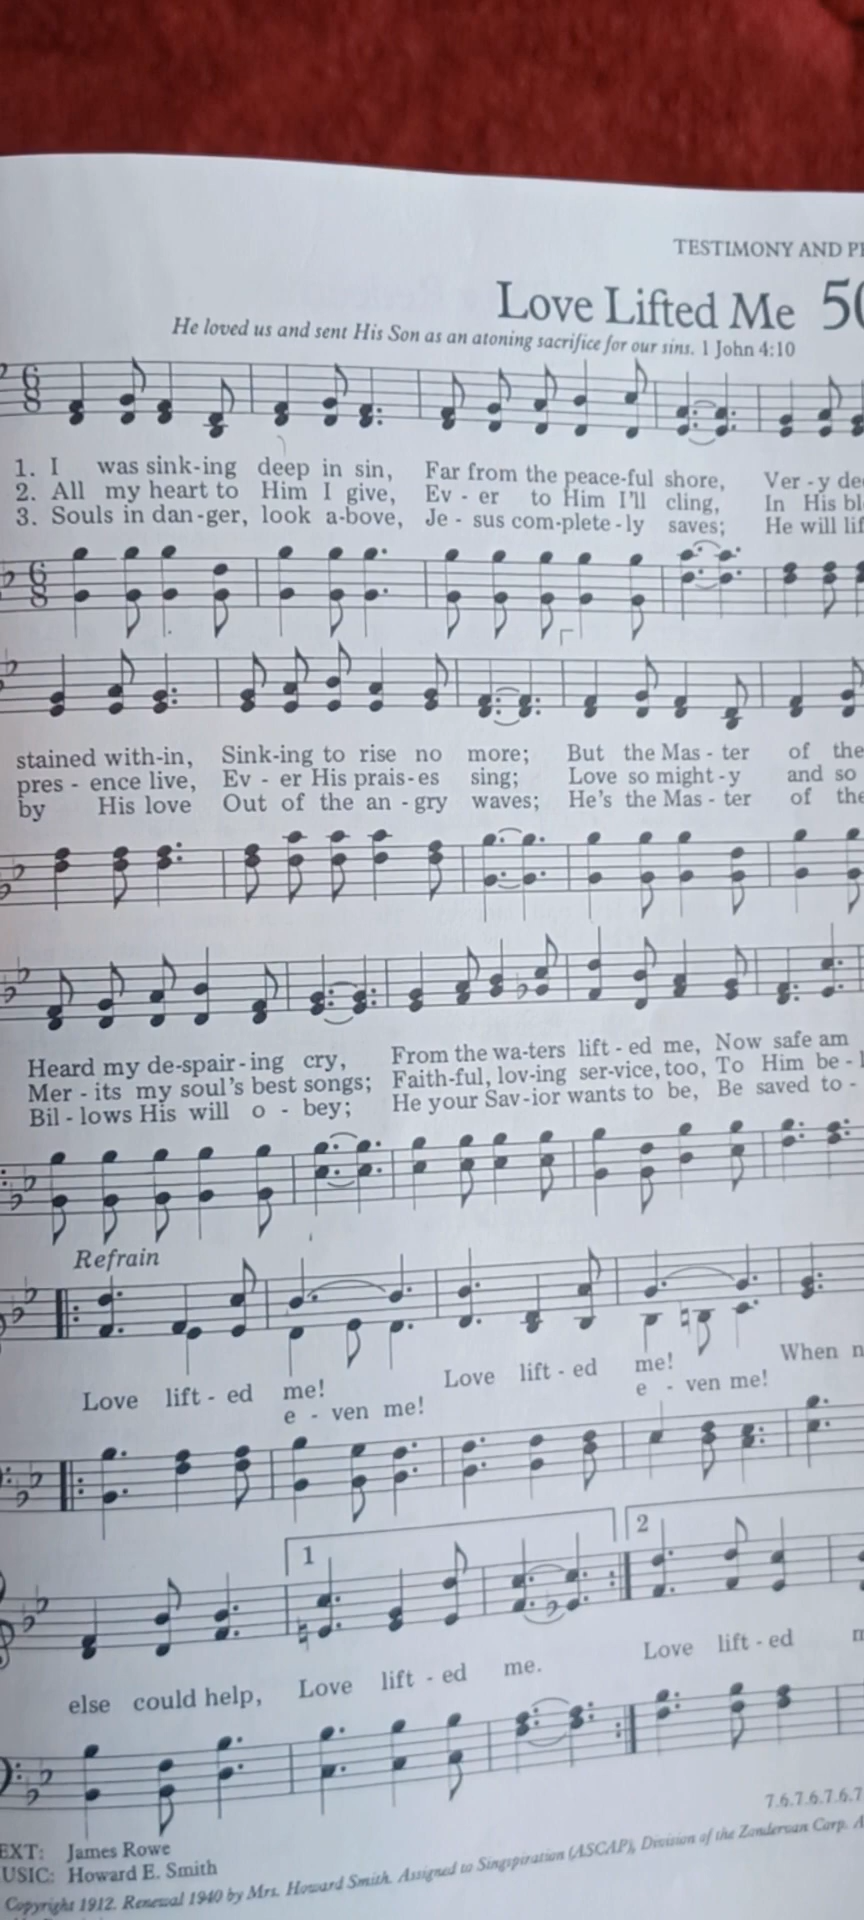 TESTIMONY AND
Love Lifted Me
He loved us and sent His Son as an atoning sacrifice for our sins. 1 John 4:10
1. I was sink-ing deep in sin, Far from the peace-ful shore, Ver-y
2. All my heart to Him I give, Ev - er to Him I'll cling, In His
3. Souls in dan-ger, look a-bove, Je - sus com-plete-ly saves; He will
stained with-in, Sink-ing to rise no more; But the Mas - ter of the
pres - ence live, Ev - er His prais-es sing; Love so might-y and so
by His love Out of the an - gry waves; He's the Mas - ter of the
Heard my de-spair-ing cry, From the wa-ters lift - ed me, Now safe am
Mer - its my soul's best songs; Faith-ful, lov-ing ser-vice, too, To Him be -
Bil - lows His will o - bey; He your Sav-ior wants to be, Be saved to -
Refrain
Love lift - ed me! Love lift - ed me! When
e - ven me! e - ven me!
1 2
else could help, Love lift - ed me. Love lift - ed
7.6.7.6.7.6.7
EXT: James Rowe
USIC: Howard E. Smith
Copyright 1912. Renewal 1940 by Mrs. Howard Smith. Assigned to Singspiration (ASCAP), Division of the Zondervan Corp.